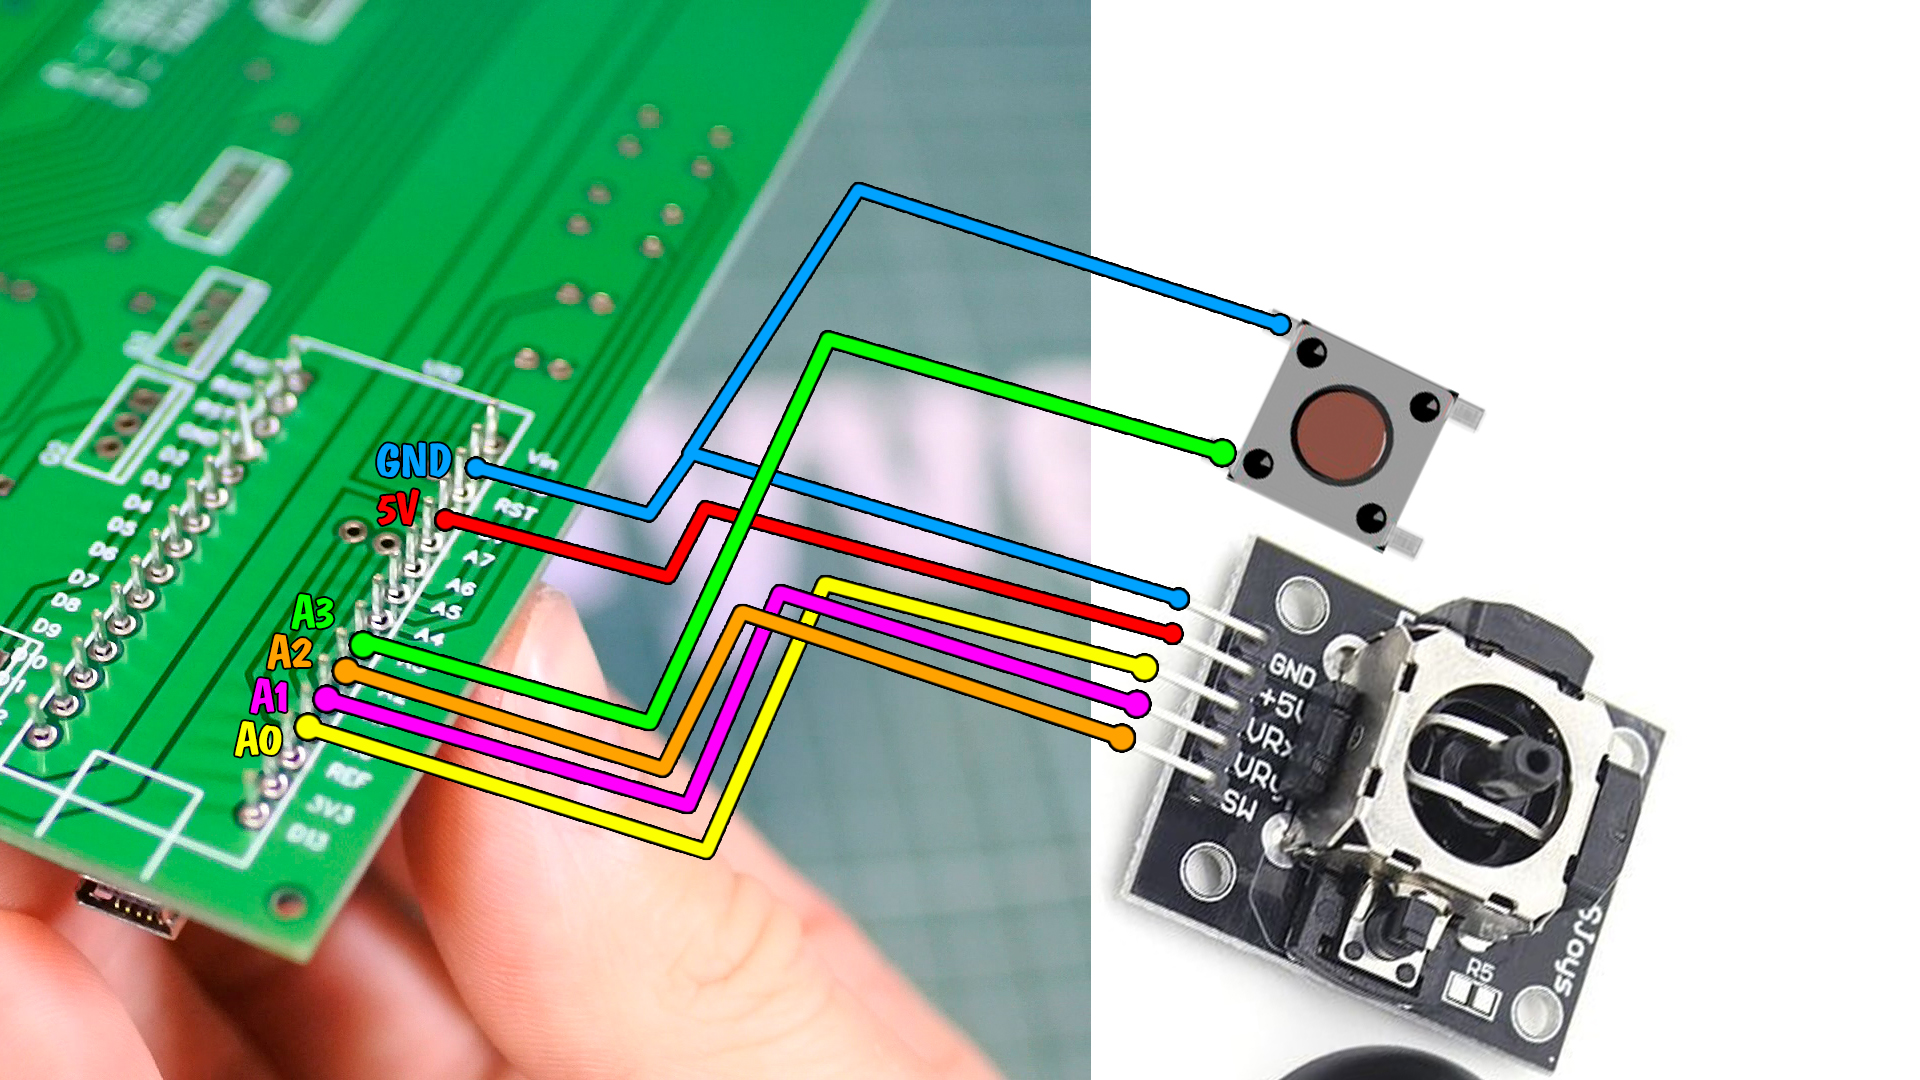 GND
5V
A3
A2
A1
A0
D2
D3
D4
D5
D6
D7
D8
D9
Vin
RST
A7
A6
A5
A4
REF
3V3
D13
GND
+5V
VRx
VRy
SW
R5
SJoys